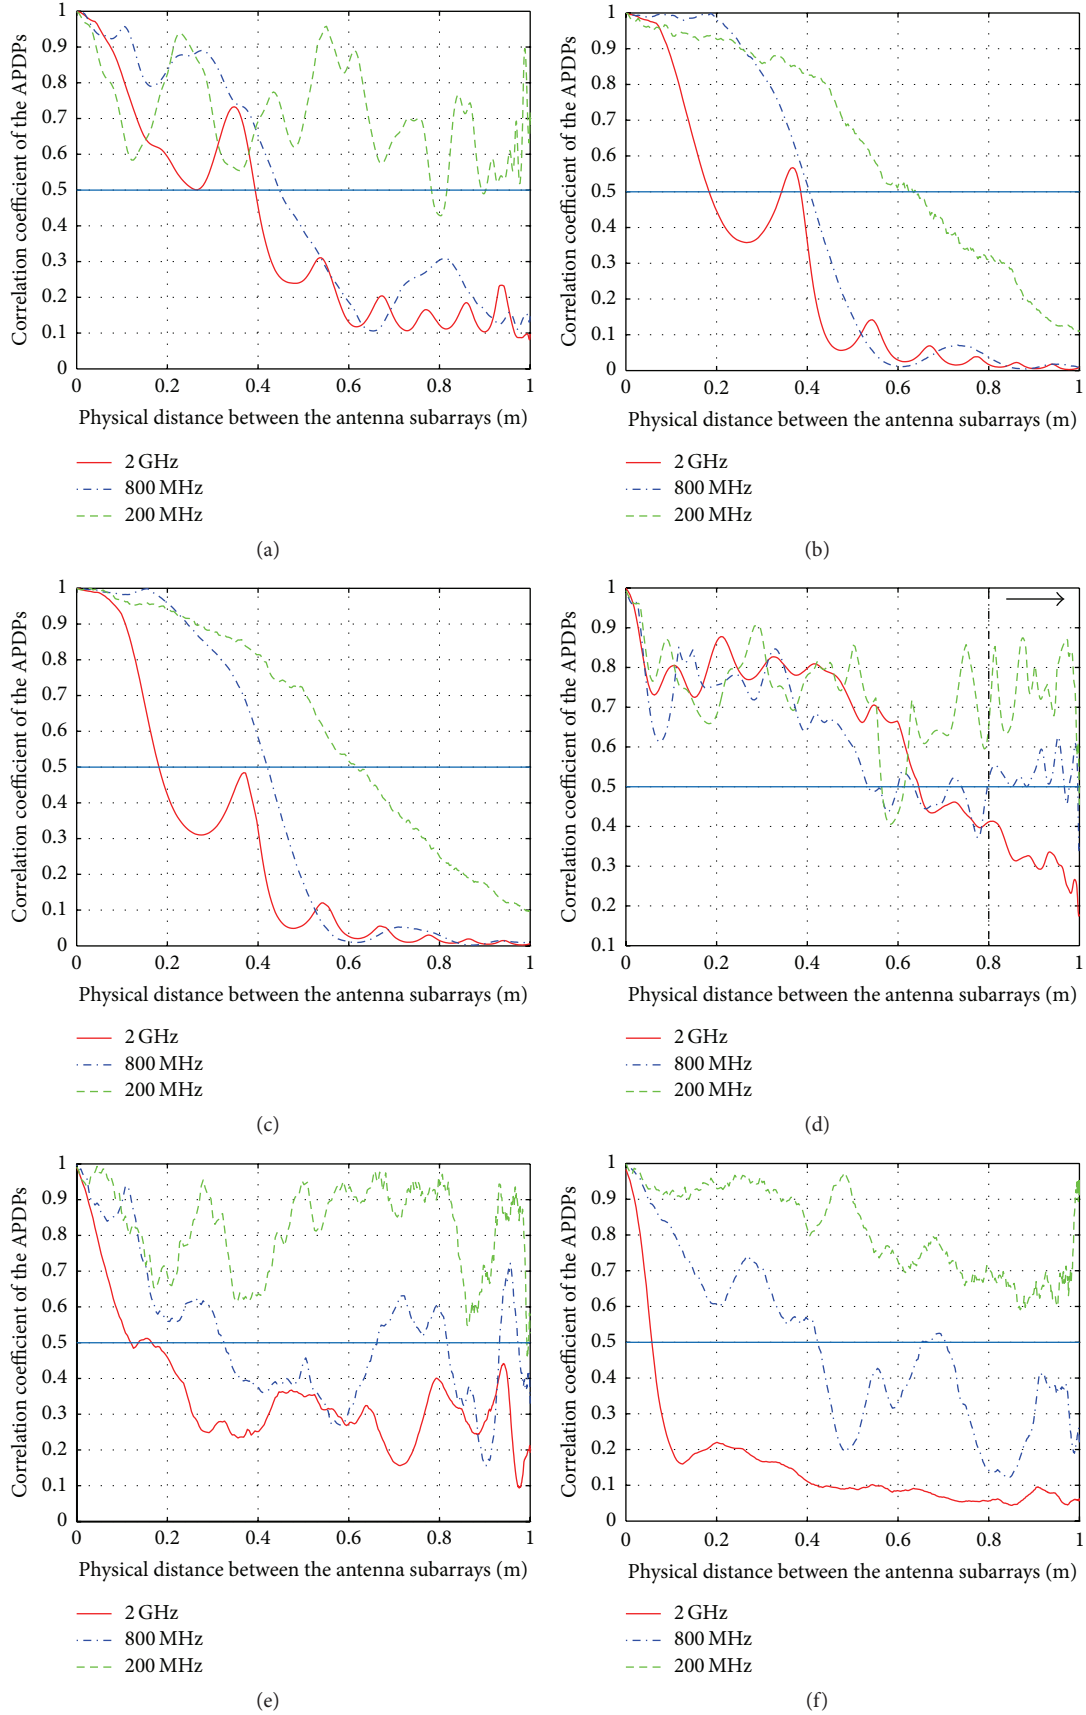 Correlation coefficient of the APDPs
1
0.9
0.8
0.7
0.6
0.5
0.4
0.3
0.2
0.1
0
0 0.2 0.4 0.6 0.8 1
Physical distance between the antenna subarrays (m)
2 GHz
800 MHz
200 MHz
(a)
Correlation coefficient of the APDPs
1
0.9
0.8
0.7
0.6
0.5
0.4
0.3
0.2
0.1
0
0 0.2 0.4 0.6 0.8 1
Physical distance between the antenna subarrays (m)
2 GHz
800 MHz
200 MHz
(b)
Correlation coefficient of the APDPs
1
0.9
0.8
0.7
0.6
0.5
0.4
0.3
0.2
0.1
0
0 0.2 0.4 0.6 0.8 1
Physical distance between the antenna subarrays (m)
2 GHz
800 MHz
200 MHz
(c)
Correlation coefficient of the APDPs
1
0.9
0.8
0.7
0.6
0.5
0.4
0.3
0.2
0.1
0 0.2 0.4 0.6 0.8 1
Physical distance between the antenna subarrays (m)
2 GHz
800 MHz
200 MHz
(d)
Correlation coefficient of the APDPs
1
0.9
0.8
0.7
0.6
0.5
0.4
0.3
0.2
0.1
0
0 0.2 0.4 0.6 0.8 1
Physical distance between the antenna subarrays (m)
2 GHz
800 MHz
200 MHz
(e)
Correlation coefficient of the APDPs
1
0.9
0.8
0.7
0.6
0.5
0.4
0.3
0.2
0.1
0
0 0.2 0.4 0.6 0.8 1
Physical distance between the antenna subarrays (m)
2 GHz
800 MHz
200 MHz
(f)